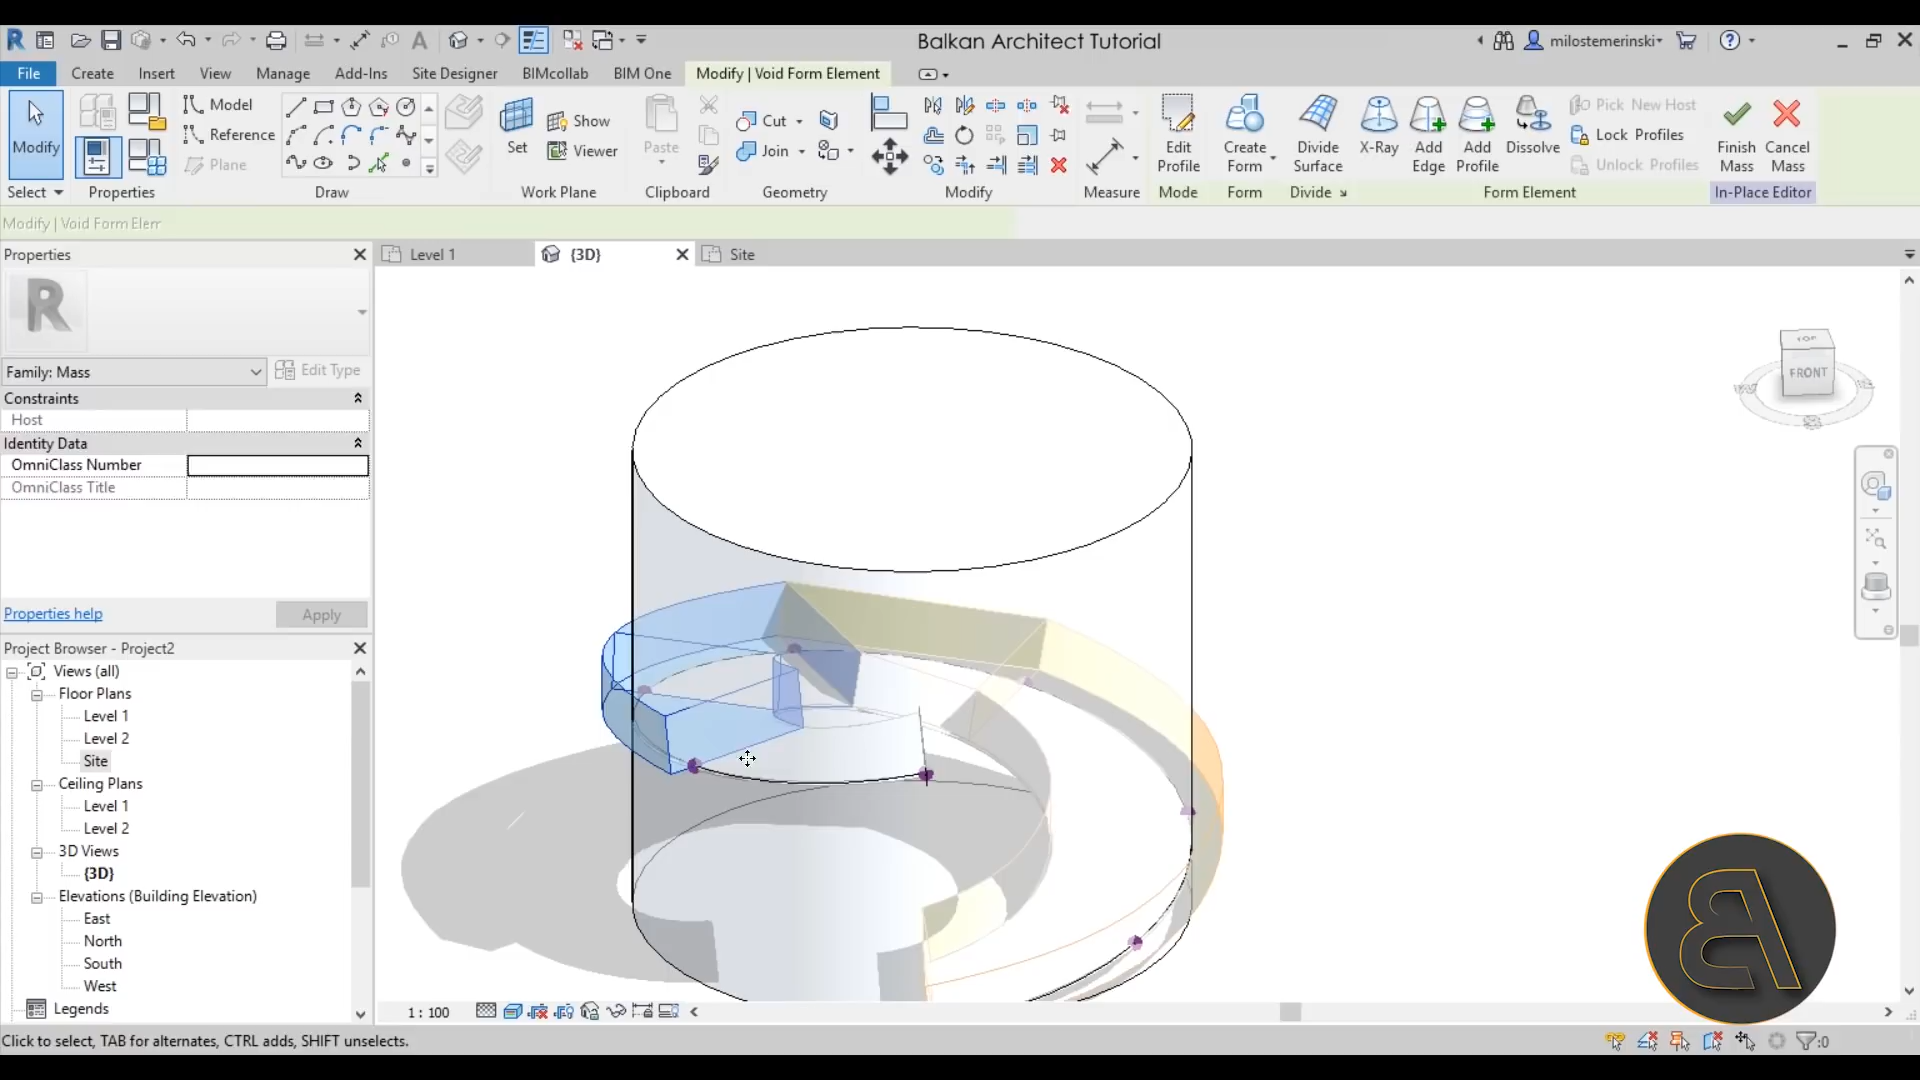 Balkan Architect Tutorial
milostemerinski
File
Create
Insert
View
Manage
Add-Ins
Site Designer
BIMcollab
BIM One
Modify | Void Form Element
Modify
Select
Properties
Model
Reference
Plane
Draw
Set
Show
Viewer
Work Plane
Paste
Clipboard
Cut
Join
Geometry
Modify
Measure
Edit Profile
Mode
Create Form
Form
Divide Surface
Divide
X-Ray
Add Edge
Add Profile
Dissolve
Pick New Host
Lock Profiles
Unlock Profiles
Form Element
Finish Mass
Cancel Mass
In-Place Editor
Modify | Void Form Elerr
Properties
Level 1
{3D}
Site
Family: Mass
Edit Type
Constraints
Host
Identity Data
OmniClass Number
OmniClass Title
Properties help
Apply
TOP
FRONT
Project Browser - Project2
Views (all)
Floor Plans
Level 1
Level 2
Site
Ceiling Plans
Level 1
Level 2
3D Views
{3D}
Elevations (Building Elevation)
East
North
South
West
Legends
1 : 100
Click to select, TAB for alternates, CTRL adds, SHIFT unselects.
:0